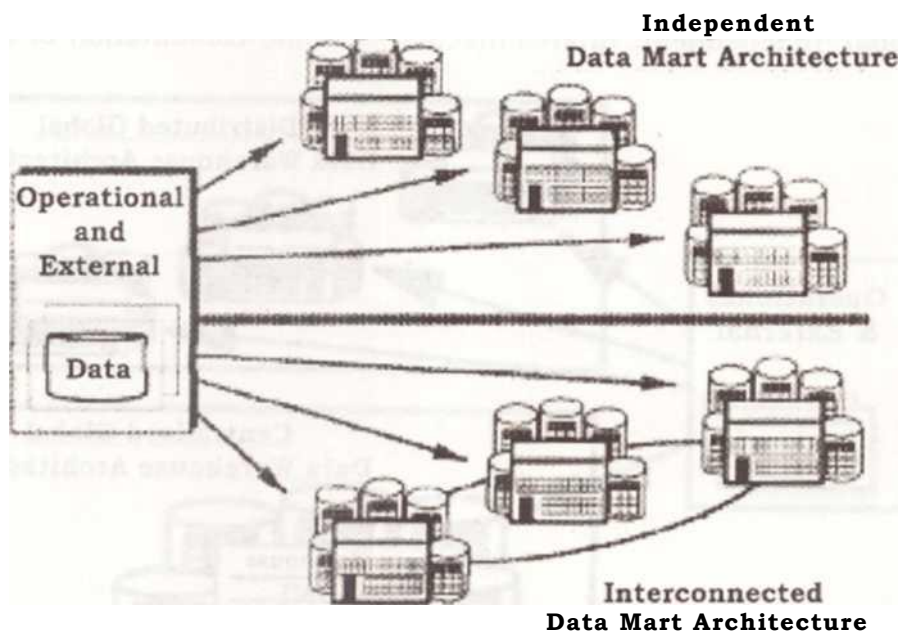 Independent
Data Mart Architecture
Operational
and
External
Data
Interconnected
Data Mart Architecture